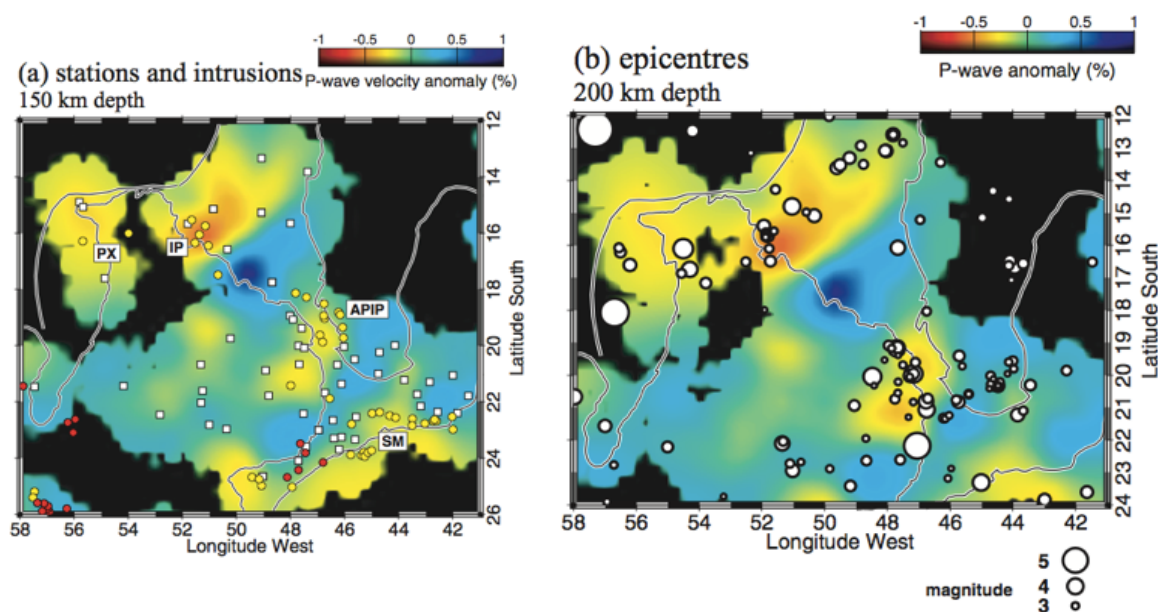 -1 -0.5 0 0.5 1
P-wave velocity anomaly (%)
(a) stations and intrusions
150 km depth
12
14
16
18
20
22
24
26
Latitude South
PX
IP
APIP
SM
58 56 54 52 50 48 46 44 42
Longitude West
-1 -0.5 0 0.5 1
P-wave anomaly (%)
(b) epicentres
200 km depth
12
13
14
15
16
17
18
19
20
21
22
23
24
Latitude South
58 56 54 52 50 48 46 44 42
Longitude West
magnitude
5
4
3